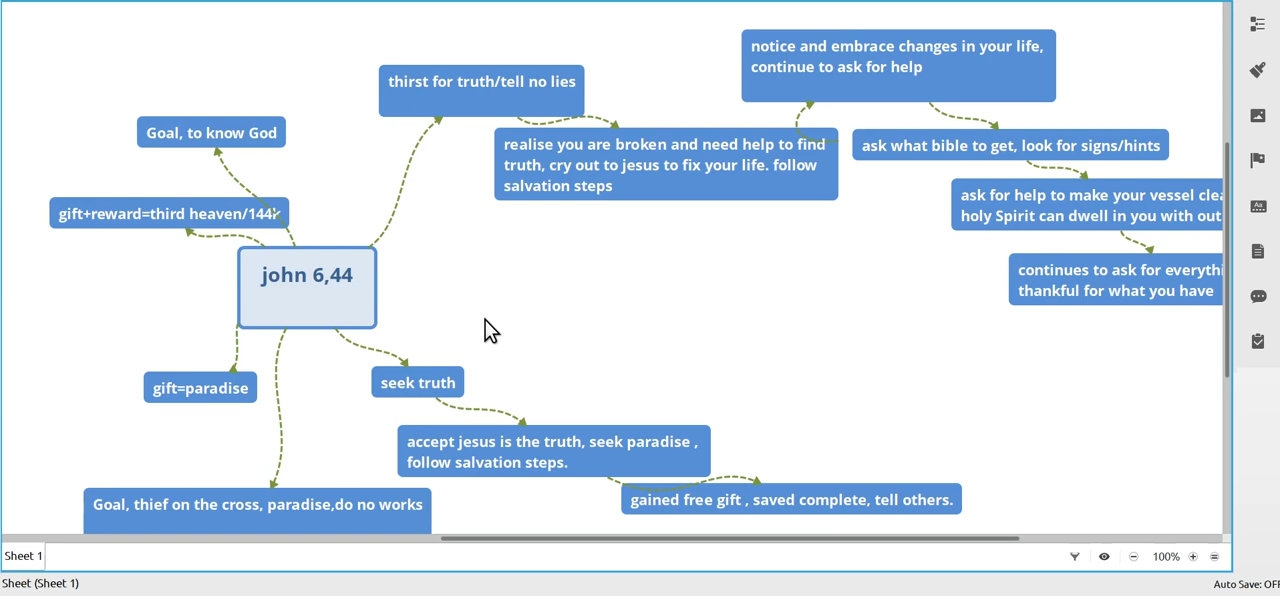 notice and embrace changes in your life,
continue to ask for help
thirst for truth/tell no lies
Goal, to know God
realise you are broken and need help to find
truth, cry out to jesus to fix your life. follow
salvation steps
ask what bible to get, look for signs/hints
ask for help to make your vessel
holy Spirit can dwell in you with out
gift+reward=third heaven/144k
john 6,44
continues to ask for
thankful for what you have
gift=paradise
seek truth
accept jesus is the truth, seek paradise ,
follow salvation steps.
gained free gift , saved complete, tell others.
Goal, thief on the cross, paradise,do no works
Sheet 1
100%
Sheet (Sheet 1)
Auto Save:
Aa